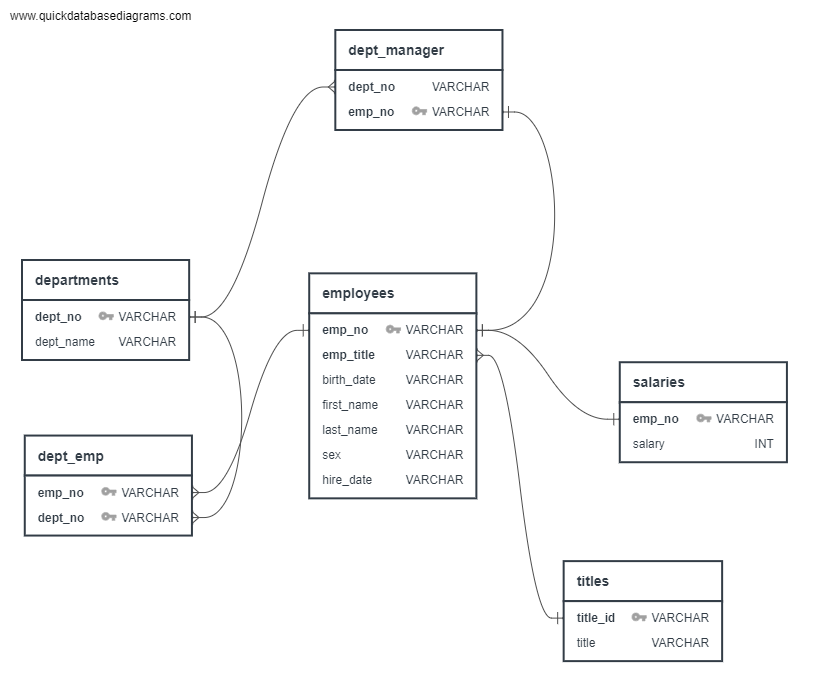 www.quickdatabasediagrams.com
dept_manager
dept_no VARCHAR
emp_no VARCHAR
departments
dept_no VARCHAR
dept_name VARCHAR
employees
emp_no VARCHAR
emp_title VARCHAR
birth_date VARCHAR
first_name VARCHAR
last_name VARCHAR
sex VARCHAR
hire_date VARCHAR
salaries
emp_no VARCHAR
salary INT
dept_emp
emp_no VARCHAR
dept_no VARCHAR
titles
title_id VARCHAR
title VARCHAR